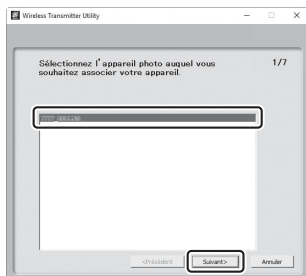 Wireless Transmitter Utility
Sélectionnez l'appareil photo auquel vous
souhaitez associer votre appareil.
1/7
<Précédent
Suivant>
Annuler